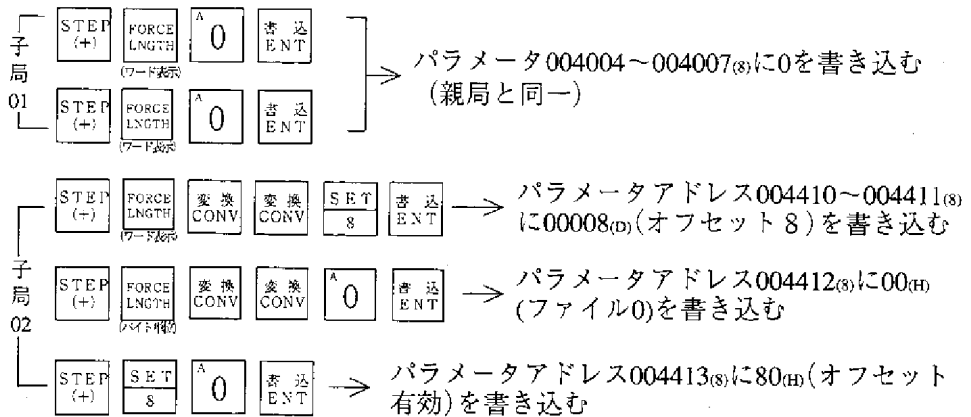 子局01
STEP (+) FORCE LNGTH A 0 書込 ENT
(ワード表示)
STEP (+) FORCE LNGTH A 0 書込 ENT
(ワード表示)
パラメータ004004～004007(8)に0を書き込む
(親局と同一)
子局02
STEP (+) FORCE LNGTH 変換 CONV 変換 CONV SET 8 書込 ENT
(ワード表示)
パラメータアドレス004410～004411(8)
に00008(D)(オフセット8)を書き込む
STEP (+) FORCE LNGTH 変換 CONV 変換 CONV A 0 書込 ENT
パラメータアドレス004412(8)に00(H)
(ファイル0)を書き込む
STEP (+) SET 8 A 0 書込 ENT
パラメータアドレス004413(8)に80(H)(オフセット
有効)を書き込む